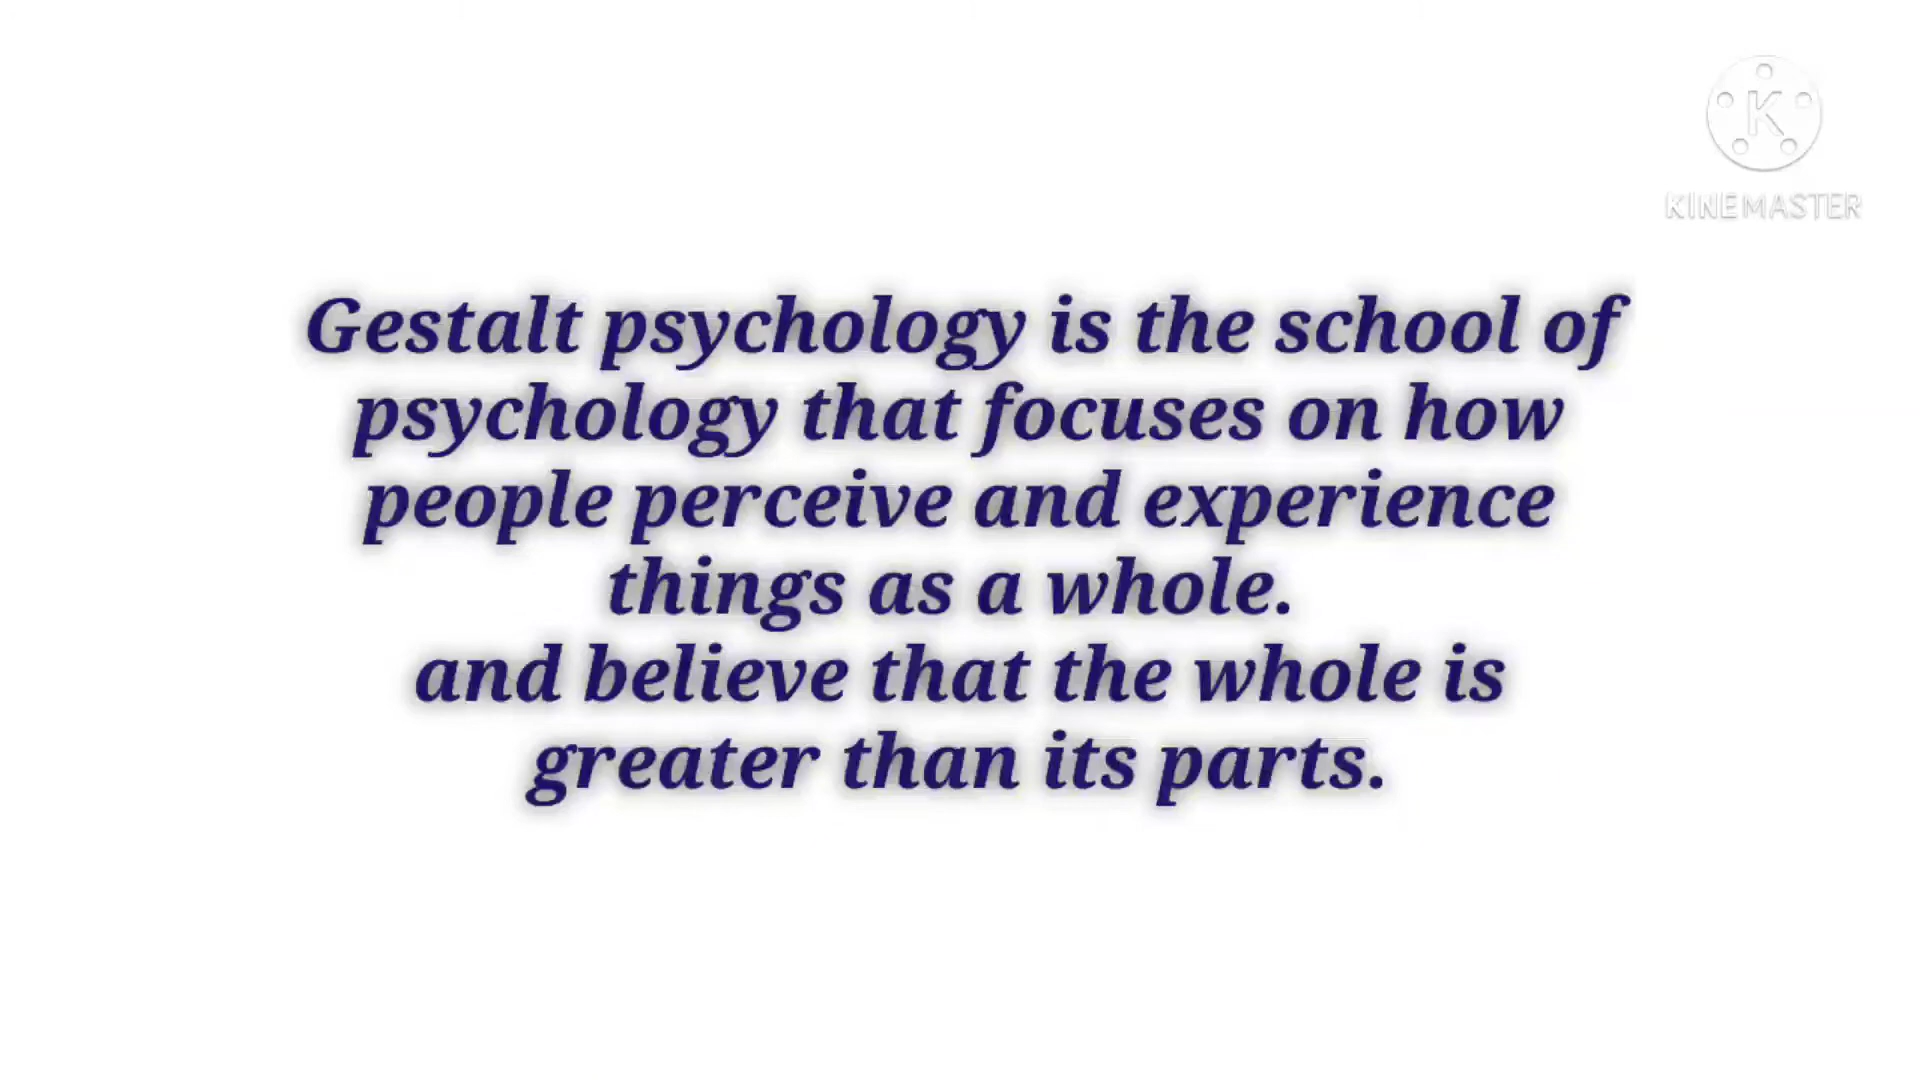 K
KINEMASTER
Gestalt psychology is the school of
psychology that focuses on how
people perceive and experience
things as a whole.
and believe that the whole is
greater than its parts.